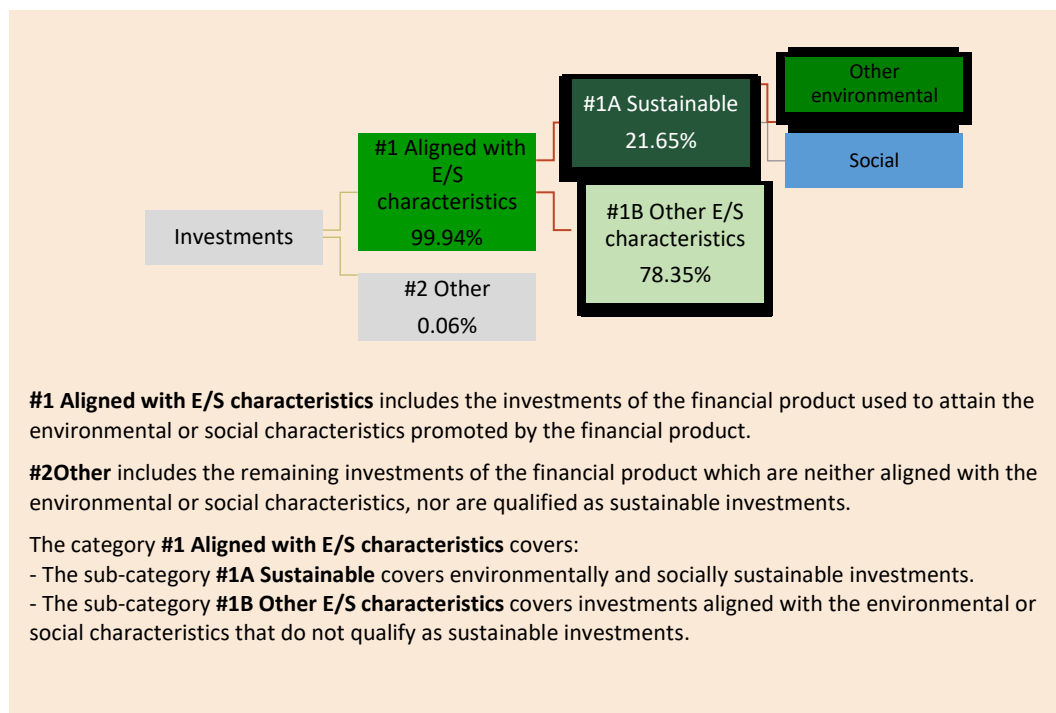 Investments
#1 Aligned with
E/S
characteristics
99.94%
#2 Other
0.06%
#1A Sustainable
21.65%
#1B Other E/S
characteristics
78.35%
Other
environmental
Social
#1 Aligned with E/S characteristics includes the investments of the financial product used to attain the
environmental or social characteristics promoted by the financial product.
#2Other includes the remaining investments of the financial product which are neither aligned with the
environmental or social characteristics, nor are qualified as sustainable investments.
The category #1 Aligned with E/S characteristics covers:
- The sub-category #1A Sustainable covers environmentally and socially sustainable investments.
- The sub-category #1B Other E/S characteristics covers investments aligned with the environmental or
social characteristics that do not qualify as sustainable investments.